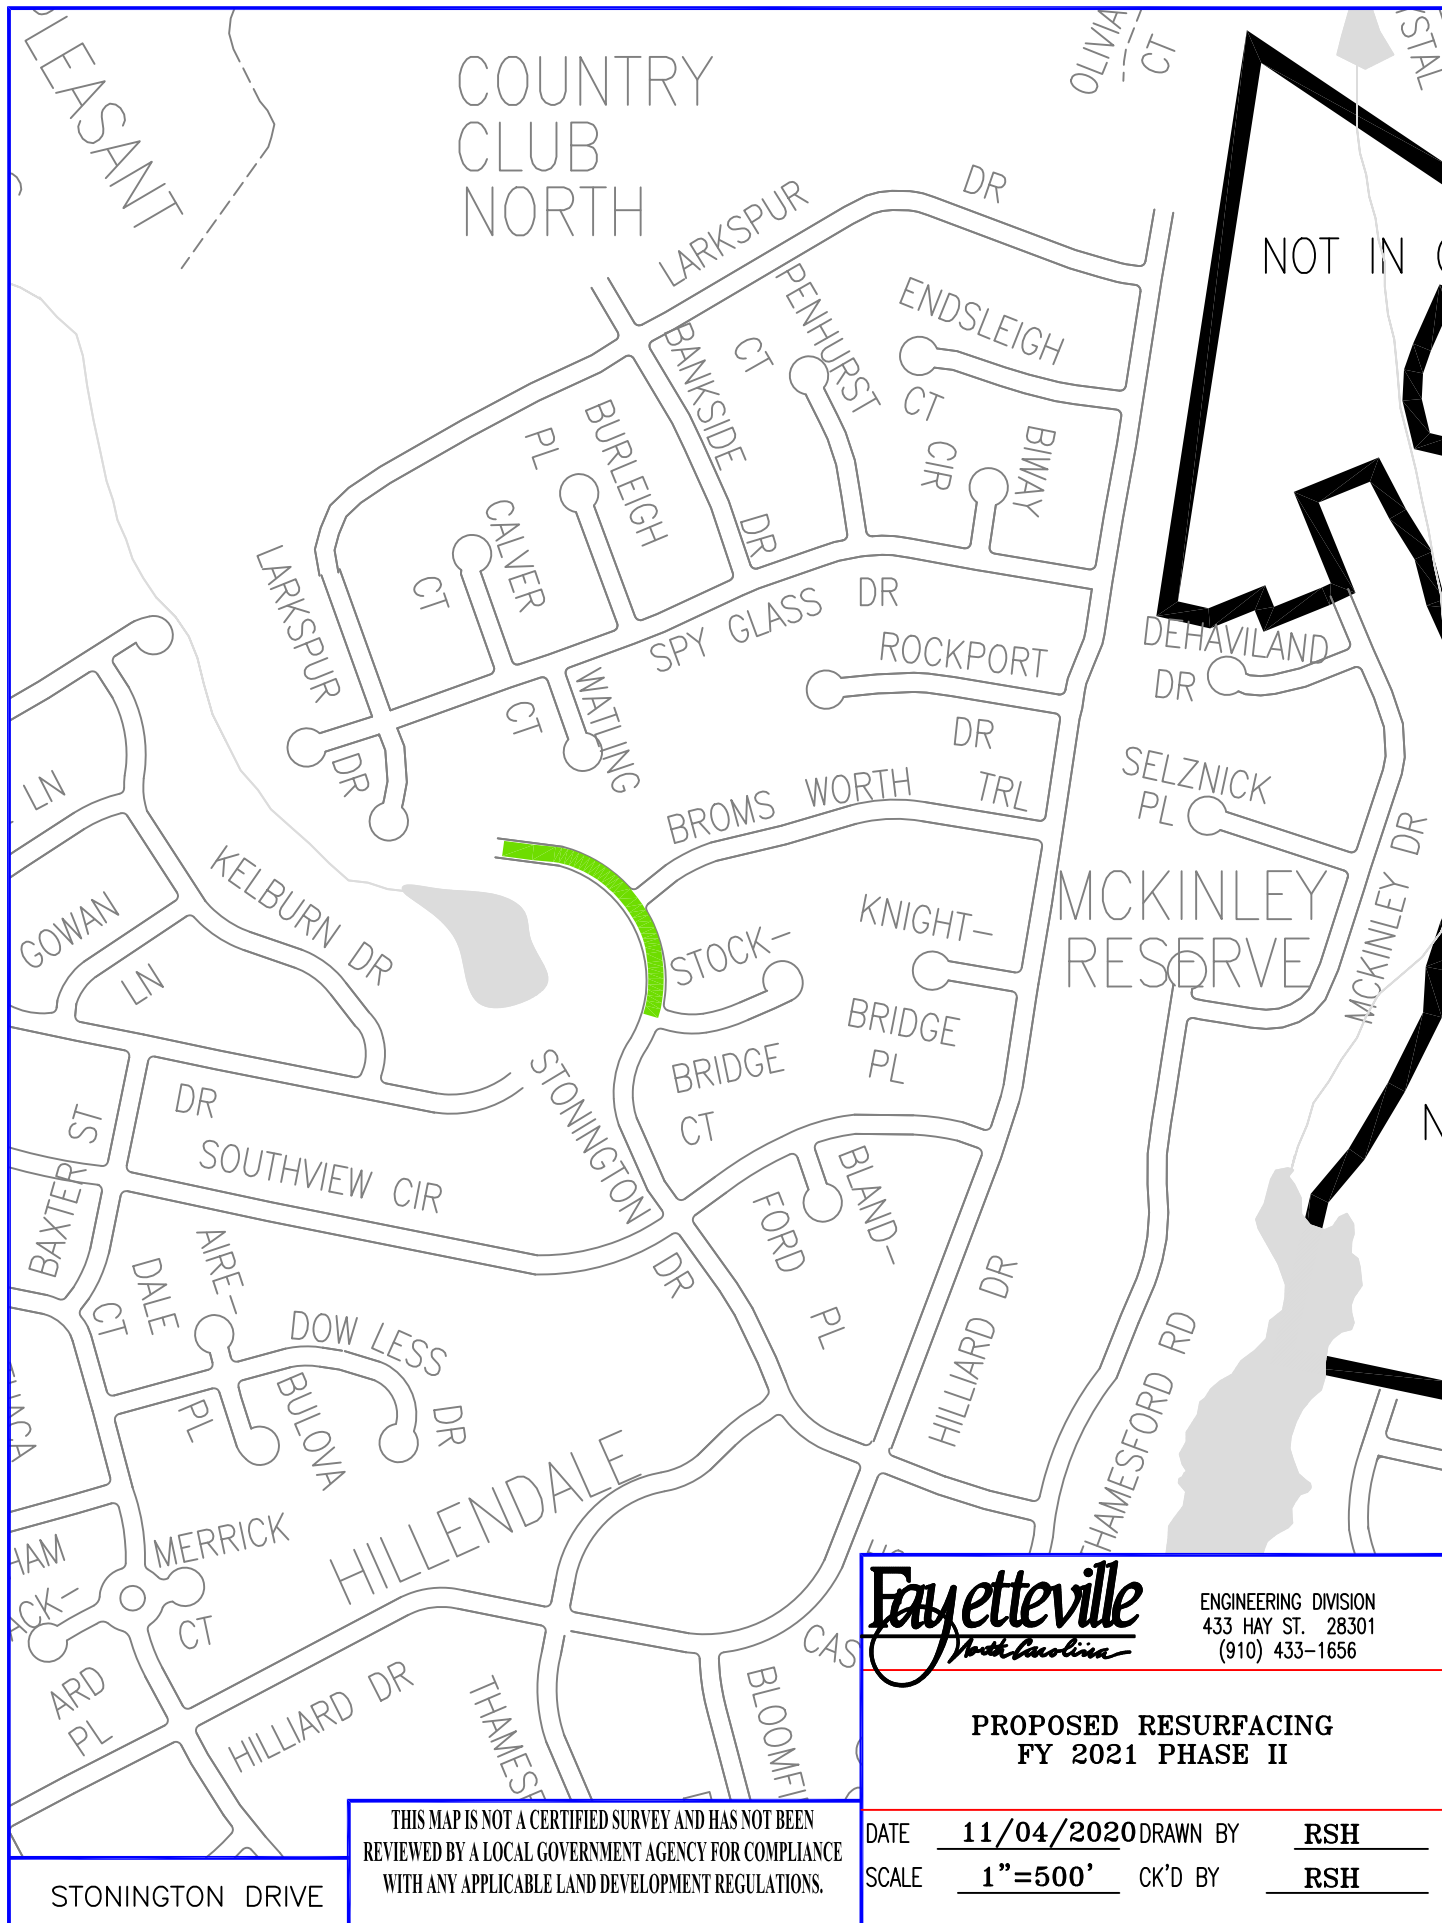 PLEASANT
COUNTRY
CLUB
NORTH
OLIVIA
CT
STAL
LARKSPUR
DR
NOT IN
PENHURST
CT
ENDSLEIGH
CT
BANKSIDE
DR
BIWAY
CIR
BURLEIGH
PL
CALVER
CT
LARKSPUR
DR
SPY GLASS DR
WATLING
CT
ROCKPORT
DR
DEHAVILAND
DR
SELZNICK
PL
BROMS WORTH TRL
MCKINLEY DR
MCKINLEY
RESERVE
LN
KELBURN DR
GOWAN
LN
STOCK-
BRIDGE
CT
KNIGHT-
BRIDGE
PL
STONINGTON
DR
DR
SOUTHVIEW CIR
BAXTER ST
BLAND-
FORD
PL
AIRE-
DALE
CT
DOW LESS
DR
BULOVA
PL
HILLIARD DR
THAMESFORD RD
HILLENDALE
MERRICK
CT
HAM
ACK-
ARD
PL
HILLIARD DR
THAMESF
BLOOMFI
CAS
Fayetteville
North Carolina
ENGINEERING DIVISION
433 HAY ST. 28301
(910) 433-1656
PROPOSED RESURFACING
FY 2021 PHASE II
DATE 11/04/2020 DRAWN BY RSH
SCALE 1"=500' CK'D BY RSH
THIS MAP IS NOT A CERTIFIED SURVEY AND HAS NOT BEEN
REVIEWED BY A LOCAL GOVERNMENT AGENCY FOR COMPLIANCE
WITH ANY APPLICABLE LAND DEVELOPMENT REGULATIONS.
STONINGTON DRIVE